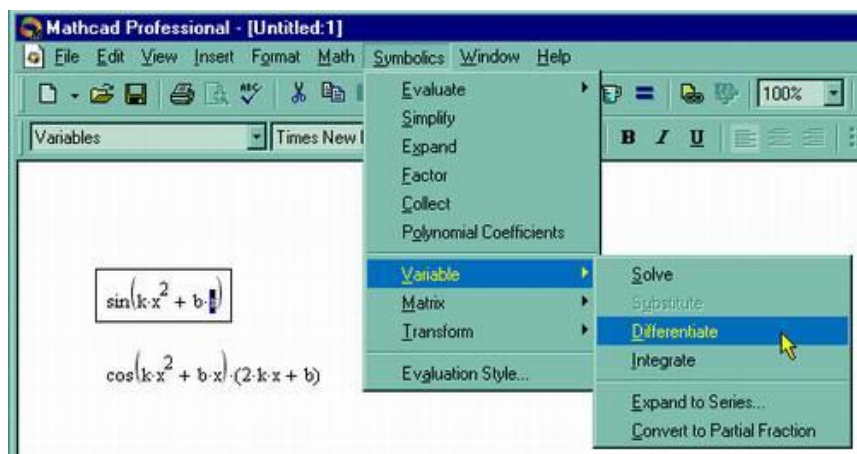 Mathcad Professional - [Untitled:1]
File Edit View Insert Format Math Symbolics Window Help
100%
Variables Times New B I U
Evaluate
Simplify
Expand
Factor
Collect
Polynomial Coefficients
Variable
Matrix
Transform
Evaluation Style...
Solve
Substitute
Differentiate
Integrate
Expand to Series...
Convert to Partial Fraction
sin(k·x² + b·x)
cos(k·x² + b·x)·(2·k·x + b)